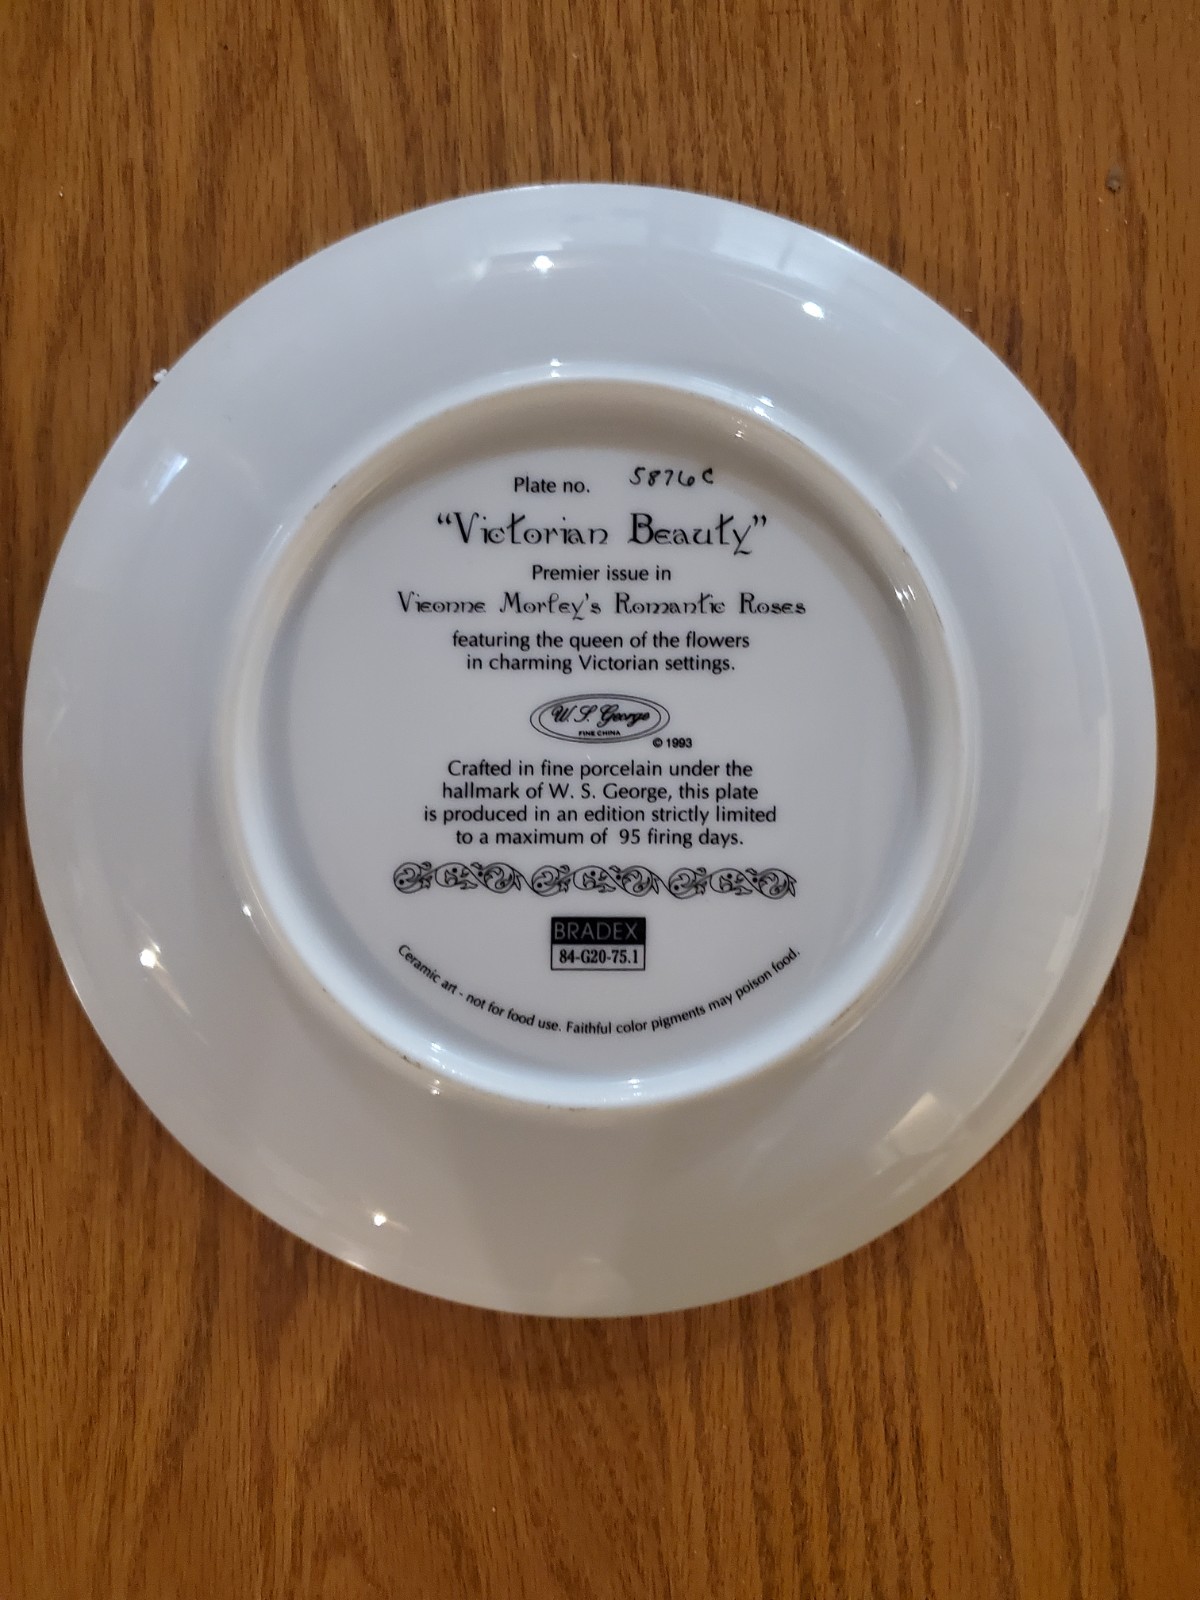 Plate no. 5876C
“Victorian Beauty”
Premier issue in
Vieonne Morley's Romantic Roses
featuring the queen of the flowers
in charming Victorian settings.
W. S. George
FINE CHINA
© 1993
Crafted in fine porcelain under the
hallmark of W. S. George, this plate
is produced in an edition strictly limited
to a maximum of 95 firing days.
BRADEX
84-G20-75.1
Ceramic art - not for food use. Faithful color pigments may poison food.